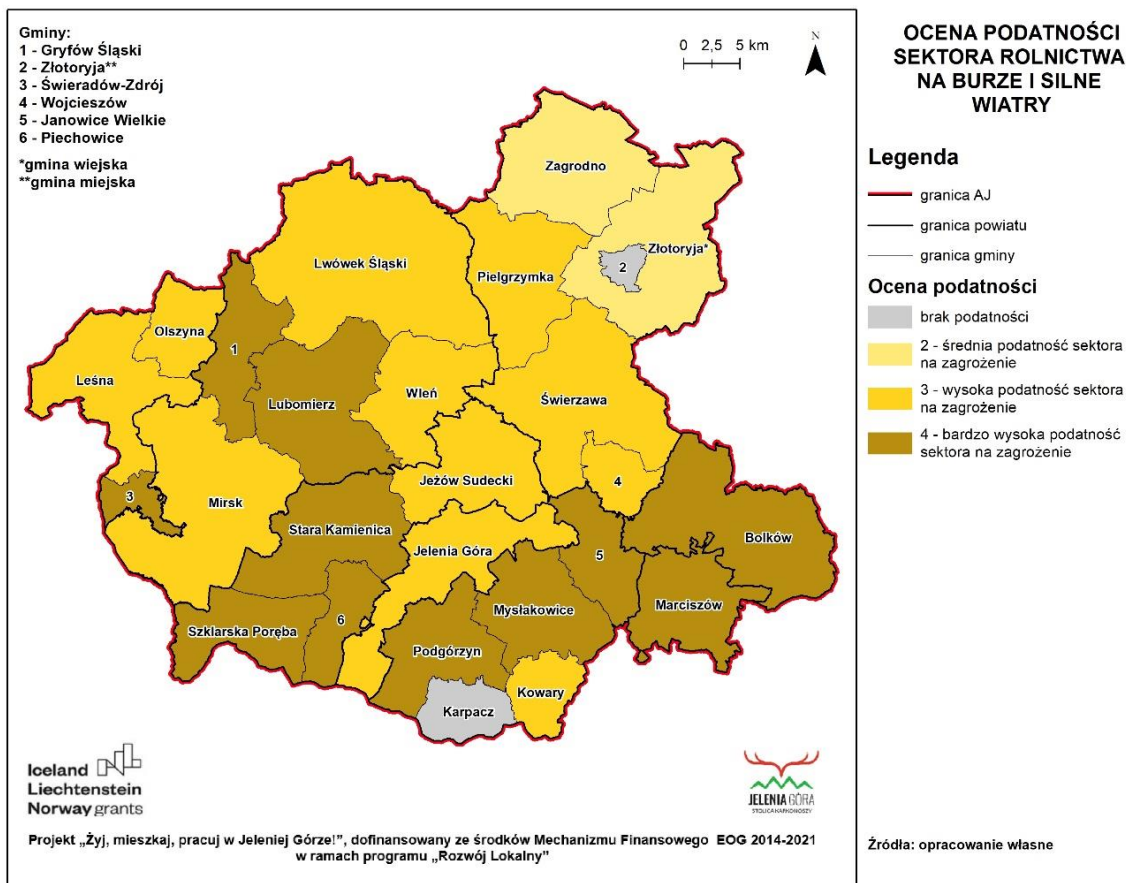 Gminy:
1 - Gryfów Śląski
2 - Złotoryja**
3 - Świeradów-Zdrój
4 - Wojcieszów
5 - Janowice Wielkie
6 - Piechowice
*gmina wiejska
**gmina miejska
0 2,5 5 km
N
OCENA PODATNOŚCI
SEKTORA ROLNICTWA
NA BURZE I SILNE
WIATRY
Legenda
granica AJ
granica powiatu
granica gminy
Ocena podatności
brak podatności
2 - średnia podatność sektora
na zagrożenie
3 - wysoka podatność sektora
na zagrożenie
4 - bardzo wysoka podatność
sektora na zagrożenie
Zagrodno
Złotoryja*
2
Lwówek Śląski
Pielgrzymka
Olszyna
1
Leśna
Lubomierz
Wleń
Świerzawa
3
Mirsk
Jeżów Sudecki
4
Stara Kamienica
Jelenia Góra
5
Bolków
Szklarska Poręba
6
Mysłakowice
Marciszów
Podgórzyn
Kowary
Karpacz
Iceland
Liechtenstein
Norway grants
JELENIA GÓRA
STOLICA KARKONOSZY
Projekt „Żyj, mieszkaj, pracuj w Jeleniej Górze!”, dofinansowany ze środków Mechanizmu Finansowego EOG 2014-2021
w ramach programu „Rozwój Lokalny”
Źródła: opracowanie własne